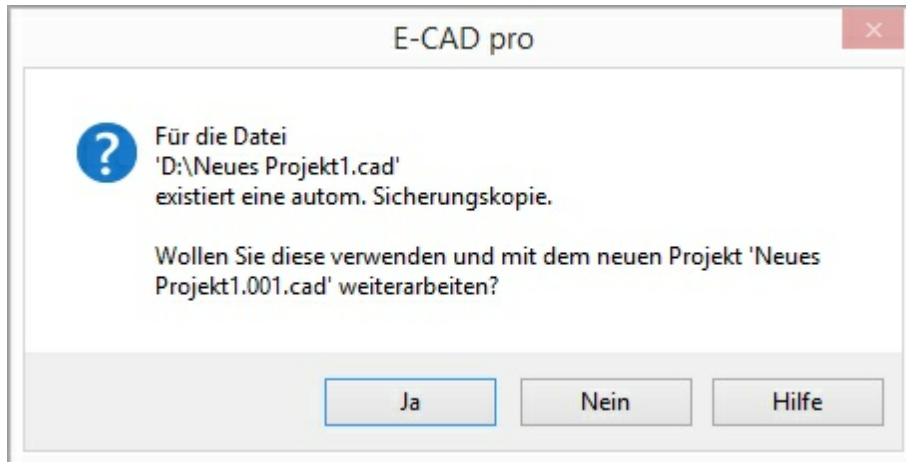 E-CAD pro
Für die Datei
'D:\Neues Projekt1.cad'
existiert eine autom. Sicherungskopie.
Wollen Sie diese verwenden und mit dem neuen Projekt 'Neues
Projekt1.001.cad' weiterarbeiten?
Ja Nein Hilfe